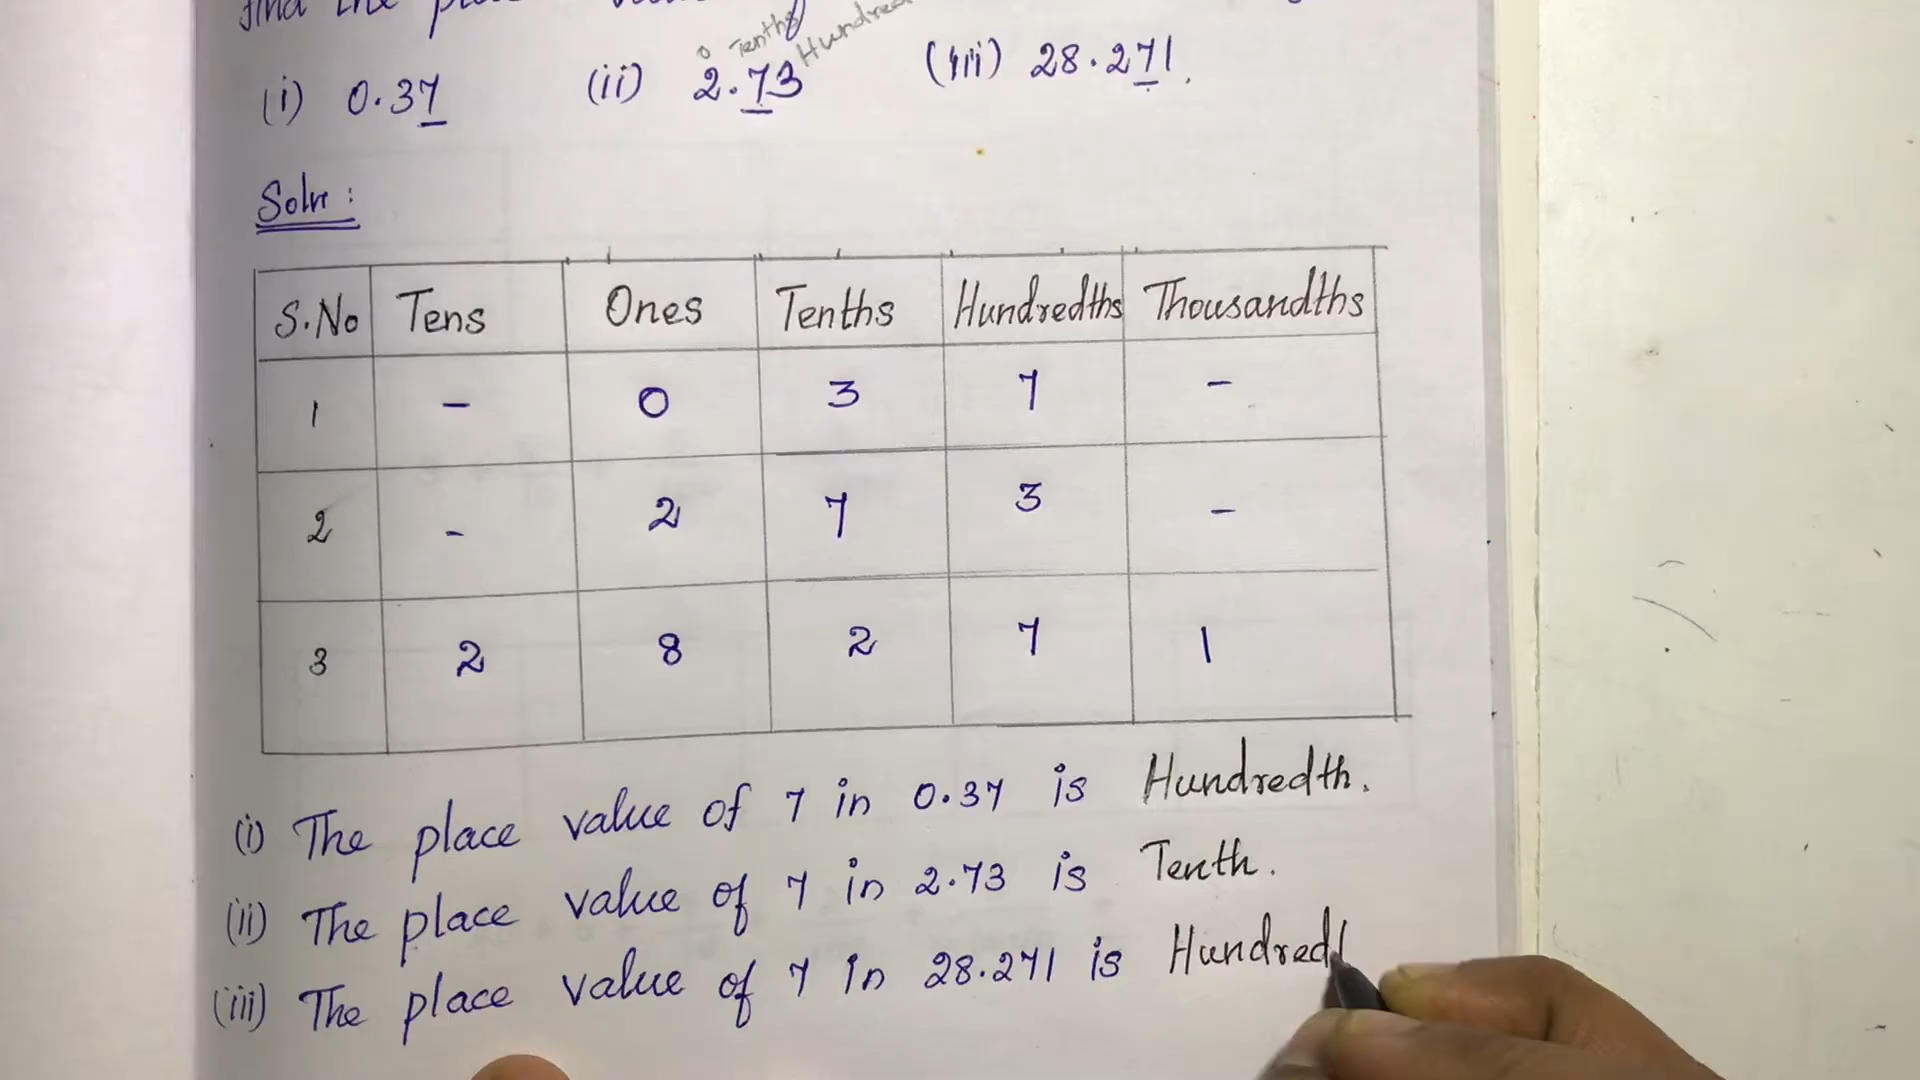 find the
Tenths
(i) 0.37 (ii) 2.73 (iii) 28.271.
Soln :
S.No Tens Ones Tenths Hundredths Thousandths
1 - 0 3 7 -
2 - 2 7 3 -
3 2 8 2 7 1
(i) The place value of 7 in 0.37 is Hundredth.
(ii) The place value of 7 in 2.73 is Tenth.
(iii) The place value of 7 in 28.271 is Hundred